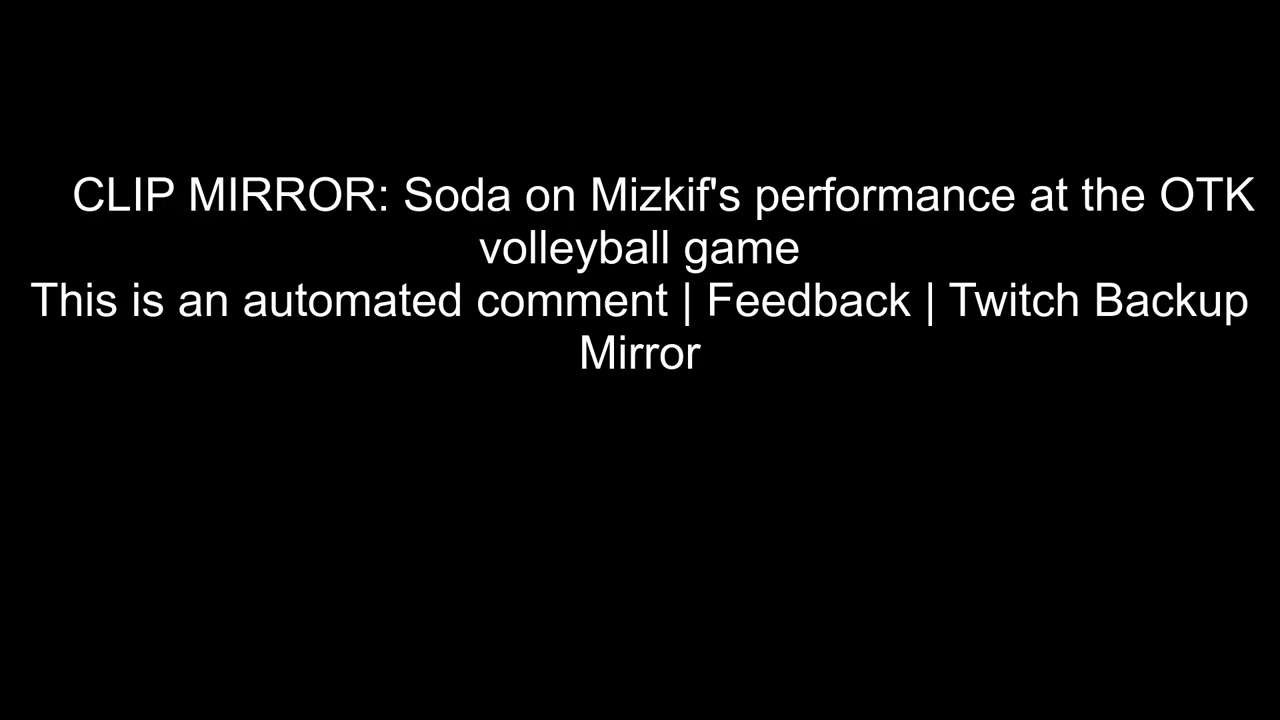 CLIP MIRROR: Soda on Mizkif's performance at the OTK
volleyball game
This is an automated comment | Feedback | Twitch Backup
Mirror